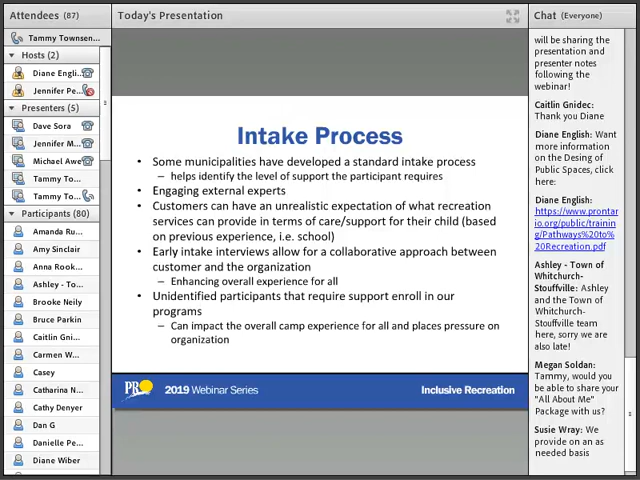 Attendees (87)
Tammy Townsen...
Hosts (2)
Diane Engli...
Jennifer Pe...
Presenters (5)
Dave Sora
Jennifer M...
Michael Awe
Tammy To...
Tammy To...
Participants (80)
Amanda Ru...
Amy Sinclair
Anna Rook...
Ashley - To...
Brooke Neily
Bruce Parkin
Caitlin Gni...
Carmen W...
Casey
Catharina N...
Cathy Denyer
Dan G
Danielle Pe...
Diane Wiber
Today's Presentation
Intake Process
• Some municipalities have developed a standard intake process
– helps identify the level of support the participant requires
• Engaging external experts
• Customers can have an unrealistic expectation of what recreation
services can provide in terms of care/support for their child (based
on previous experience, i.e. school)
• Early intake interviews allow for a collaborative approach between
customer and the organization
– Enhancing overall experience for all
• Unidentified participants that require support enroll in our
programs
– Can impact the overall camp experience for all and places pressure on
organization
PRO
2019 Webinar Series
Inclusive Recreation
Chat (Everyone)
will be sharing the
presentation and
presenter notes
following the
webinar!
Caitlin Gnidec:
Thank you Diane
Diane English: Want
more information
on the Desing of
Public Spaces, click
here:
Diane English:
https://www.prontar
io.org/public/trainin
g/Pathways%20to%
20Recreation.pdf
Ashley - Town of
Whitchurch-
Stouffville: Ashley
and the Town of
Whitchurch-
Stouffville team
here, sorry we are
also late!
Megan Soldan:
Tammy, would you
be able to share your
"All About Me"
Package with us?
Susie Wray: We
provide on an as
needed basis